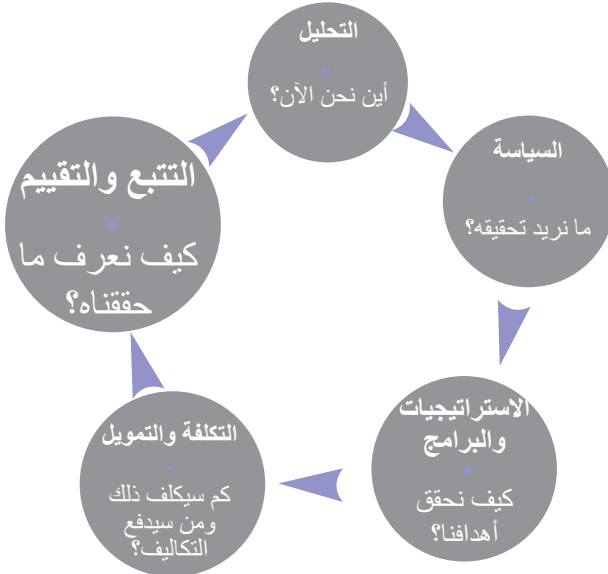 التحليل
أين نحن الآن؟
السياسة
ما نريد تحقيقه؟
الاستراتيجيات
والبرامج
كيف نحقق
أهدافنا؟
التكلفة والتمويل
كم سيكلف ذلك
ومن سيدفع
التكاليف؟
التتبع والتقييم
كيف نعرف ما
حققناه؟